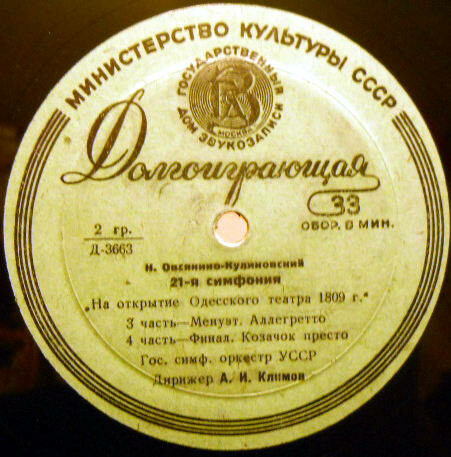 МИНИСТЕРСТВО КУЛЬТУРЫ СССР
ГОСУДАРСТВЕННЫЙ
ДОМ ЗВУКОЗАПИСИ
МОСКВА
Долгоиграющая
33
ОБОР. В МИН.
2 гр.
Д-3663
Н. Овсянино-Куликовский
21-я симфония
„На открытие Одесского театра 1809 г.“
3 часть—Менуэт. Аллегретто
4 часть—Финал. Козачок престо
Гос. симф. оркестр УССР
Дирижер А. И. Климов